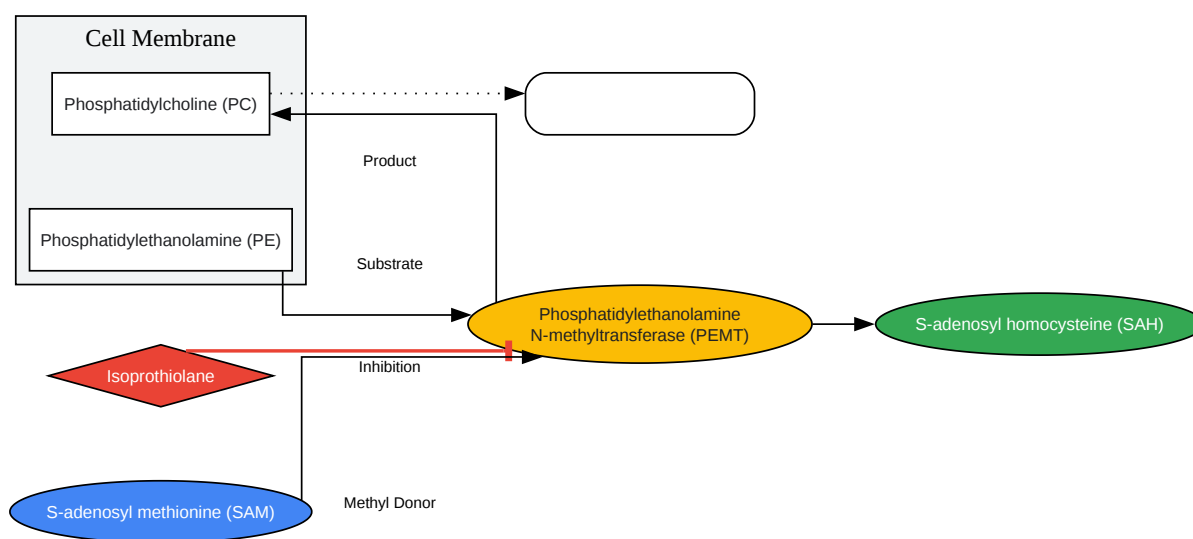 Cell Membrane
Phosphatidylcholine (PC)
Product
Phosphatidylethanolamine (PE)
Substrate
Phosphatidylethanolamine
N-methyltransferase (PEMT)
S-adenosyl homocysteine (SAH)
Isoprothiolane
Inhibition
S-adenosyl methionine (SAM)
Methyl Donor